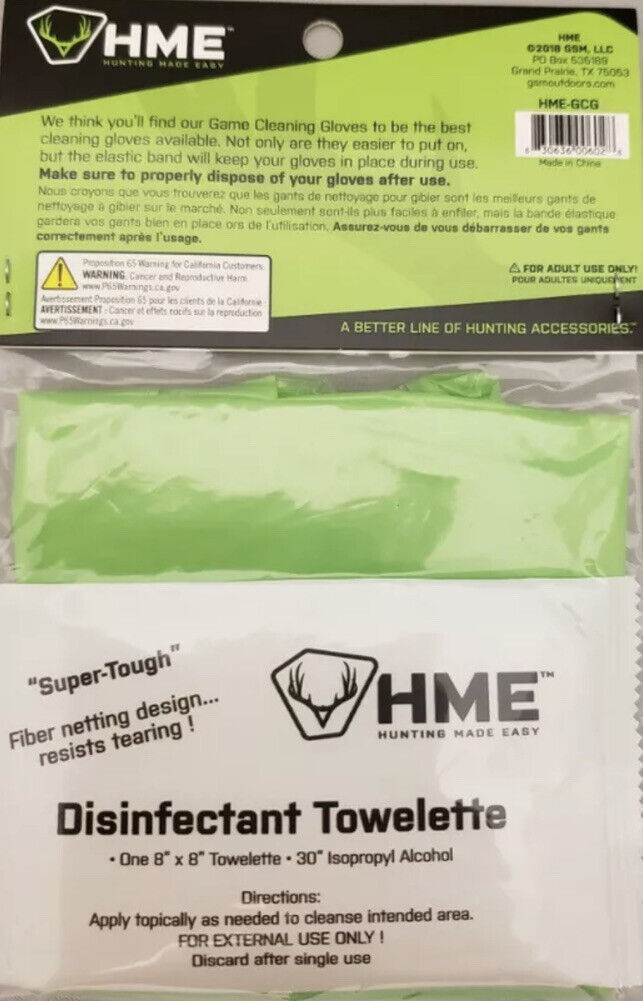 HME™
HUNTING MADE EASY
HME
©2018 GSM, LLC
PO Box 535189
Grand Prairie, TX 75053
gsmoutdoors.com
HME-GCG
Made in China
We think you'll find our Game Cleaning Gloves to be the best
cleaning gloves available. Not only are they easier to put on,
but the elastic band will keep your gloves in place during use.
Make sure to properly dispose of your gloves after use.
Nous croyons que vous trouverez que les gants de nettoyage pour gibier sont les meilleurs gants de
nettoyage à gibier sur le marché. Non seulement sont-ils plus faciles à enfiler, mais la bande élastique
gardera vos gants bien en place ors de l'utilisation. Assurez-vous de vous débarrasser de vos gants
correctement après l'usage.
Proposition 65 Warning for California Customers:
WARNING: Cancer and Reproductive Harm
www.P65Warnings.ca.gov
Avertissement Proposition 65 pour les clients de la Californie -
AVERTISSEMENT : Cancer et effets nocifs sur la reproduction
www.P65Warnings.ca.gov
⚠ FOR ADULT USE ONLY!
POUR ADULTES UNIQUEMENT
A BETTER LINE OF HUNTING ACCESSORIES.
"Super-Tough"
Fiber netting design...
resists tearing !
HME™
HUNTING MADE EASY
Disinfectant Towelette
• One 8" x 8" Towelette • 30" Isopropyl Alcohol
Directions:
Apply topically as needed to cleanse intended area.
FOR EXTERNAL USE ONLY !
Discard after single use